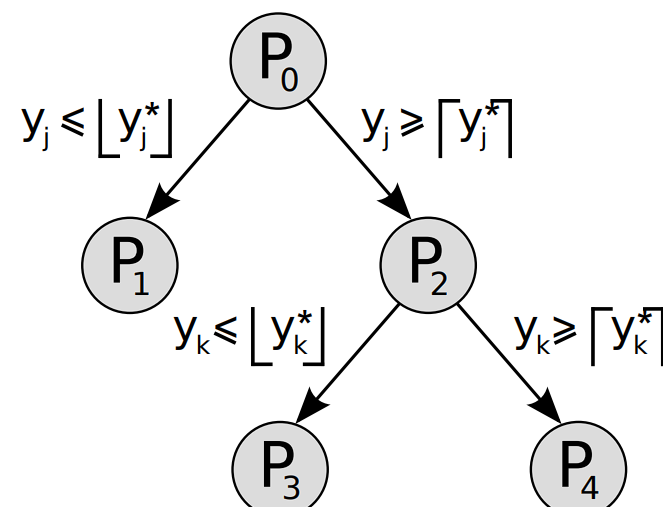 P₀
yⱼ ⩽ ⌊yⱼ*⌋ yⱼ ⩾ ⌈yⱼ*⌉
P₁ P₂
yₖ ⩽ ⌊yₖ*⌋ yₖ ⩾ ⌈yₖ*⌉
P₃ P₄